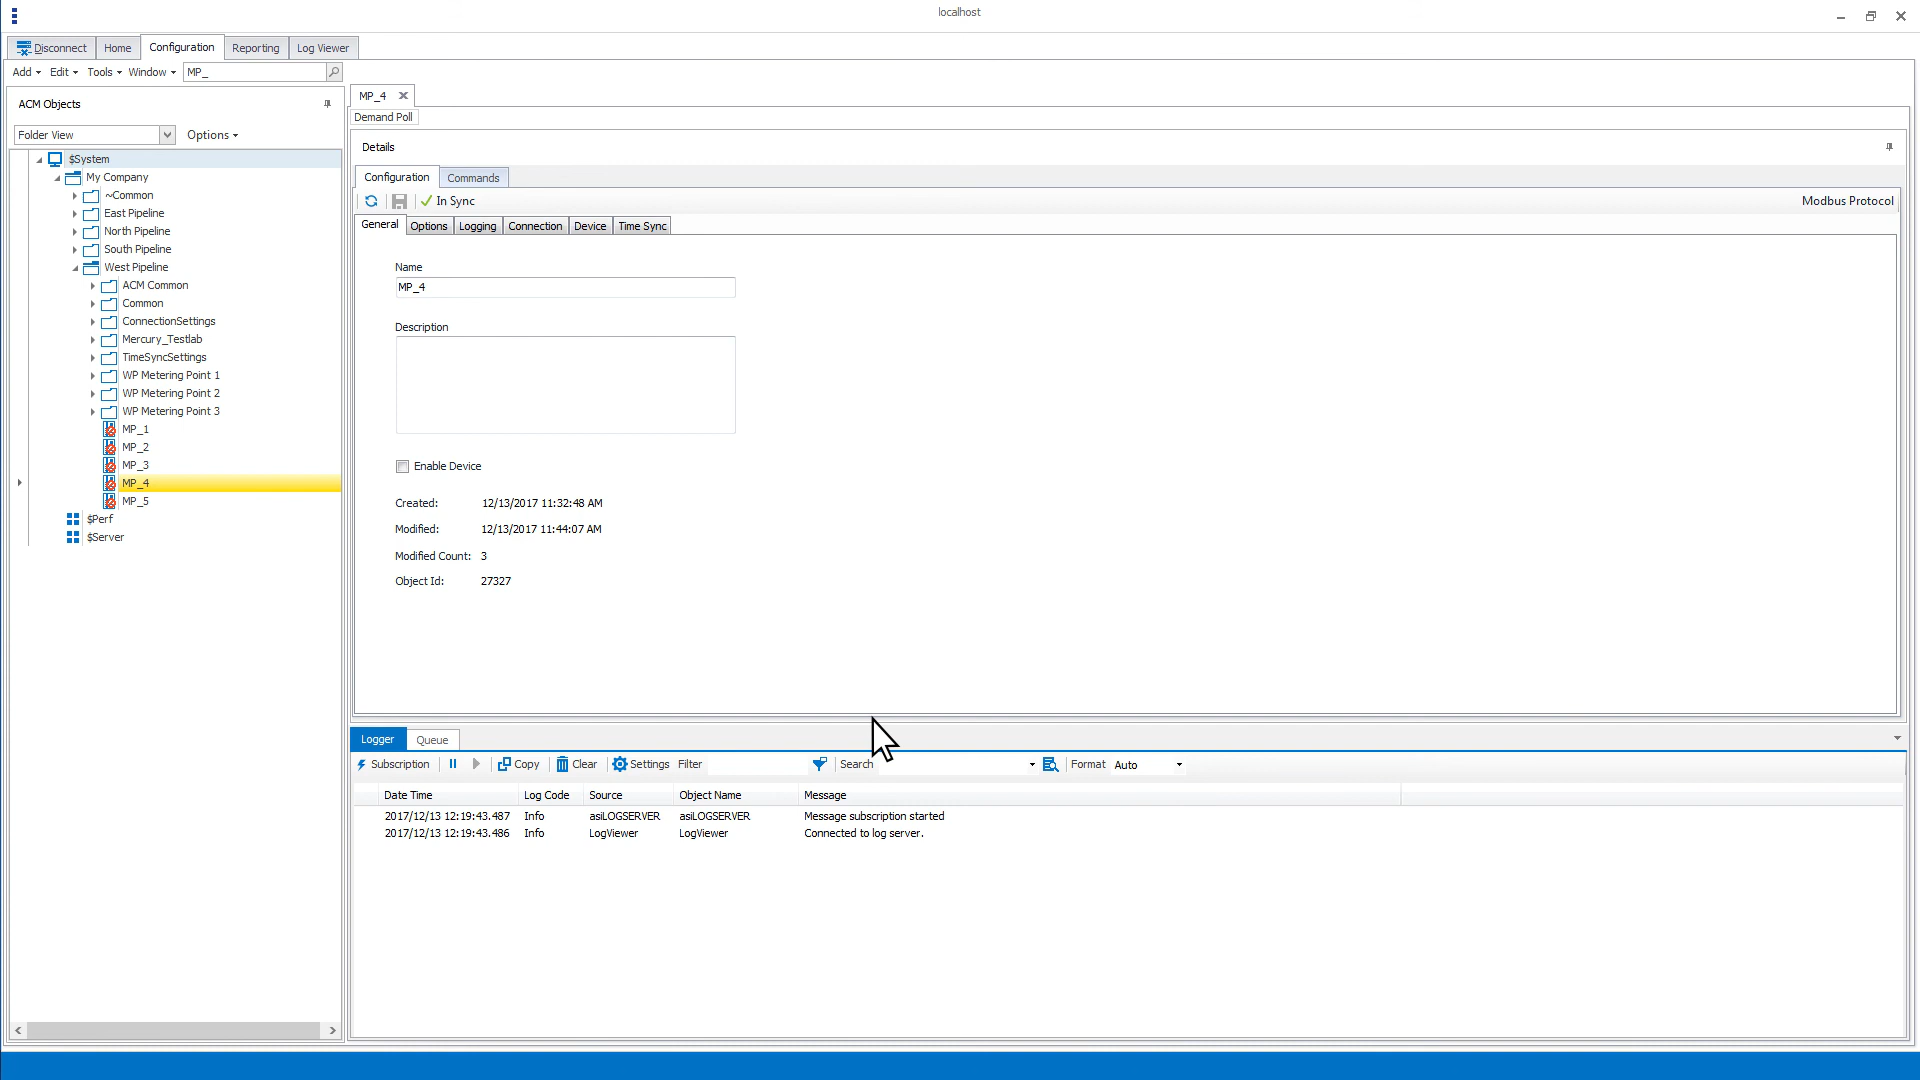 localhost
Disconnect Home Configuration Reporting Log Viewer
Add Edit Tools Window MP_
ACM Objects
Folder View Options
$System
My Company
~Common
East Pipeline
North Pipeline
South Pipeline
West Pipeline
ACM Common
Common
ConnectionSettings
Mercury_Testlab
TimeSyncSettings
WP Metering Point 1
WP Metering Point 2
WP Metering Point 3
MP_1
MP_2
MP_3
MP_4
MP_5
$Perf
$Server
MP_4
Demand Poll
Details
Configuration Commands
In Sync Modbus Protocol
General Options Logging Connection Device Time Sync
Name
MP_4
Description
Enable Device
Created: 12/13/2017 11:32:48 AM
Modified: 12/13/2017 11:44:07 AM
Modified Count: 3
Object Id: 27327
Logger Queue
Subscription Copy Clear Settings Filter Search Format Auto
Date Time Log Code Source Object Name Message
2017/12/13 12:19:43.487 Info asiLOGSERVER asiLOGSERVER Message subscription started
2017/12/13 12:19:43.486 Info LogViewer LogViewer Connected to log server.